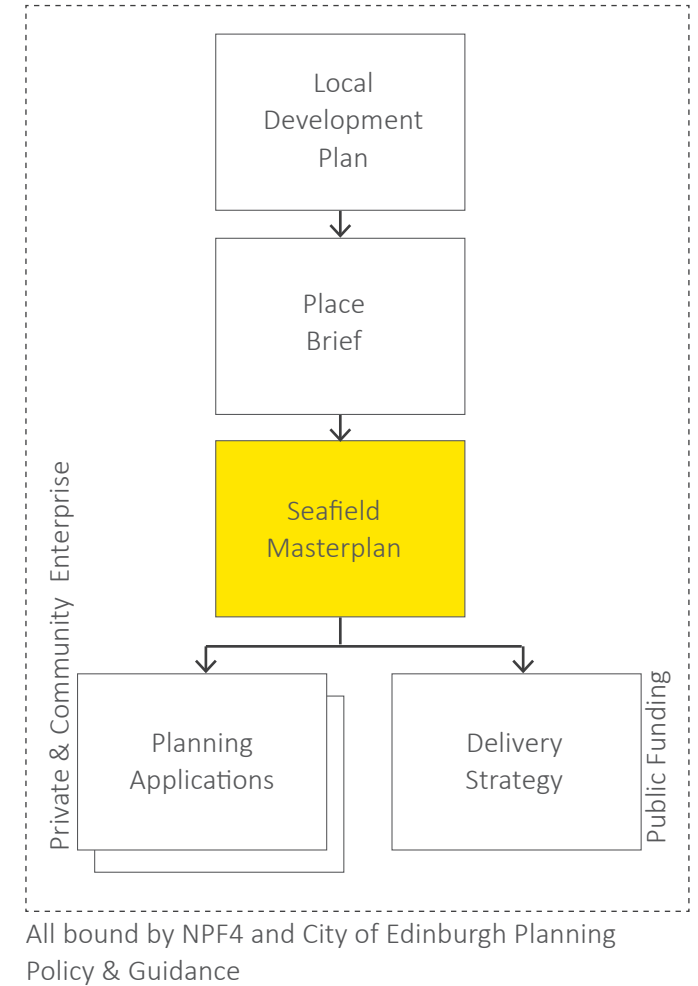 Local
Development
Plan
Place
Brief
Seafield
Masterplan
Private & Community Enterprise
Planning
Applications
Delivery
Strategy
Public Funding
All bound by NPF4 and City of Edinburgh Planning
Policy & Guidance